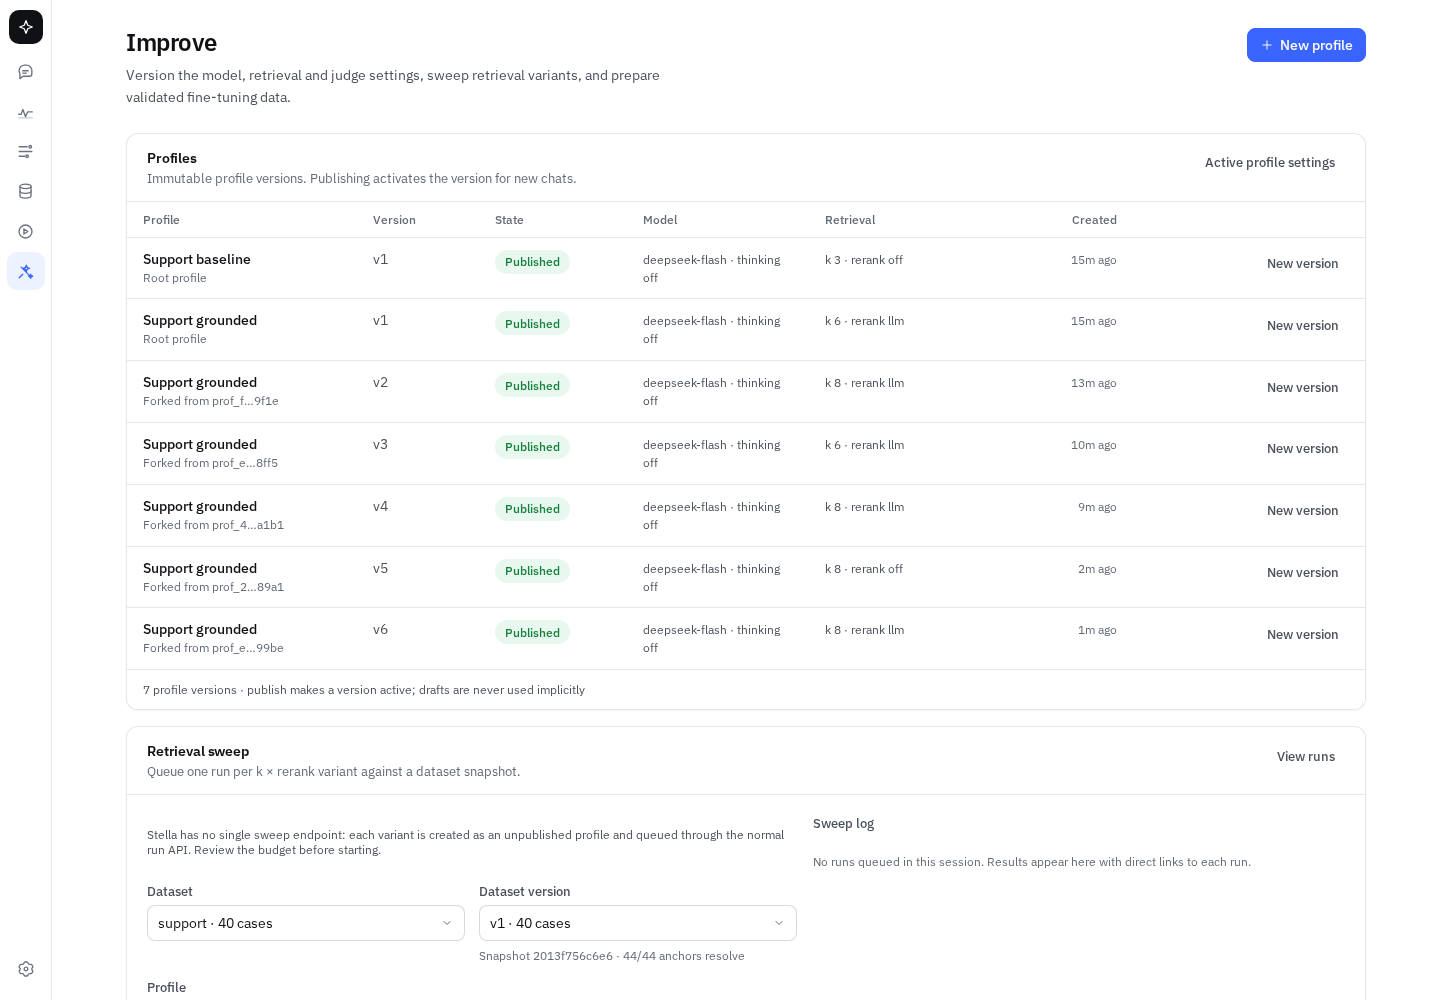 Improve
New profile
Version the model, retrieval and judge settings, sweep retrieval variants, and prepare
validated fine-tuning data.
Profiles
Immutable profile versions. Publishing activates the version for new chats.
Active profile settings
Profile Version State Model Retrieval Created
Support baseline v1 Published deepseek-flash · thinking k 3 · rerank off 15m ago New version
Root profile off
Support grounded v1 Published deepseek-flash · thinking k 6 · rerank llm 15m ago New version
Root profile off
Support grounded v2 Published deepseek-flash · thinking k 8 · rerank llm 13m ago New version
Forked from prof_f…9f1e off
Support grounded v3 Published deepseek-flash · thinking k 6 · rerank llm 10m ago New version
Forked from prof_e…8ff5 off
Support grounded v4 Published deepseek-flash · thinking k 8 · rerank llm 9m ago New version
Forked from prof_4…a1b1 off
Support grounded v5 Published deepseek-flash · thinking k 8 · rerank off 2m ago New version
Forked from prof_2…89a1 off
Support grounded v6 Published deepseek-flash · thinking k 8 · rerank llm 1m ago New version
Forked from prof_e…99be off
7 profile versions · publish makes a version active; drafts are never used implicitly
Retrieval sweep
Queue one run per k × rerank variant against a dataset snapshot.
View runs
Stella has no single sweep endpoint: each variant is created as an unpublished profile and queued through the normal
run API. Review the budget before starting.
Sweep log
No runs queued in this session. Results appear here with direct links to each run.
Dataset Dataset version
support · 40 cases v1 · 40 cases
Snapshot 2013f756c6e6 · 44/44 anchors resolve
Profile